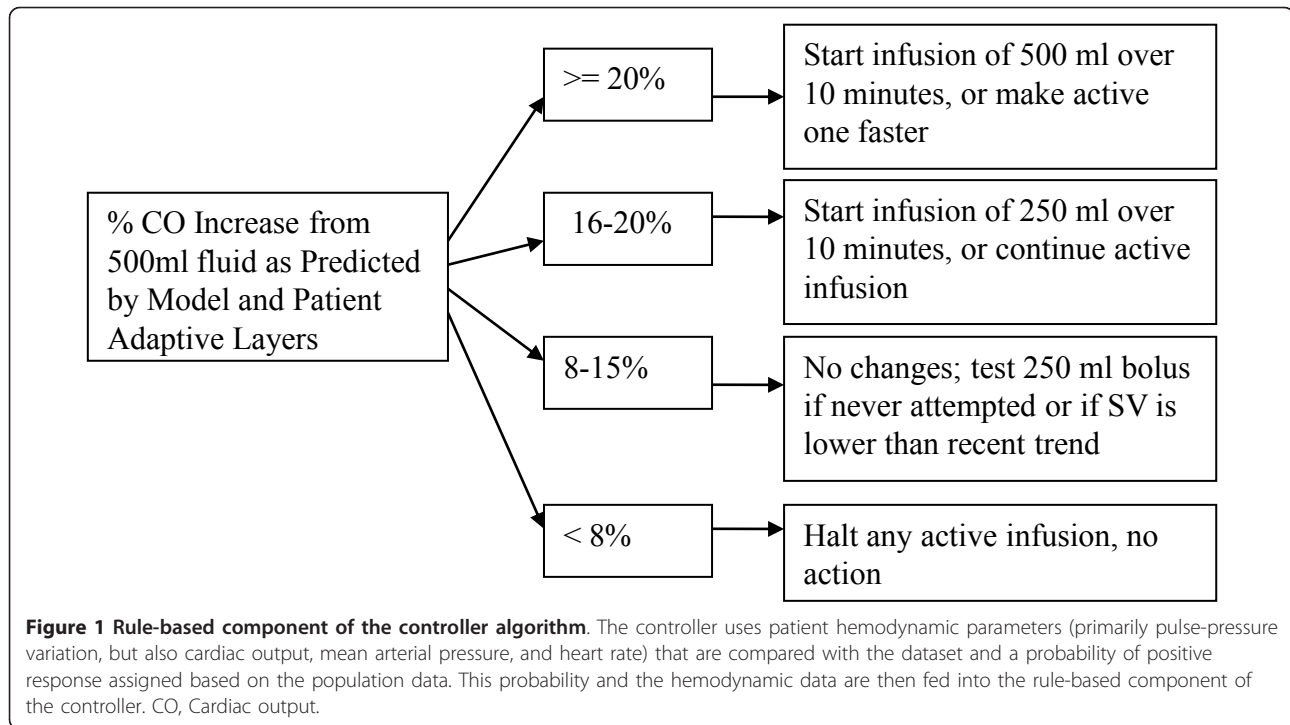 % CO Increase from
500ml fluid as Predicted
by Model and Patient
Adaptive Layers
>= 20%
Start infusion of 500 ml over
10 minutes, or make active
one faster
16-20%
Start infusion of 250 ml over
10 minutes, or continue active
infusion
8-15%
No changes; test 250 ml bolus
if never attempted or if SV is
lower than recent trend
< 8%
Halt any active infusion, no
action
Figure 1 Rule-based component of the controller algorithm. The controller uses patient hemodynamic parameters (primarily pulse-pressure
variation, but also cardiac output, mean arterial pressure, and heart rate) that are compared with the dataset and a probability of positive
response assigned based on the population data. This probability and the hemodynamic data are then fed into the rule-based component of
the controller. CO, Cardiac output.